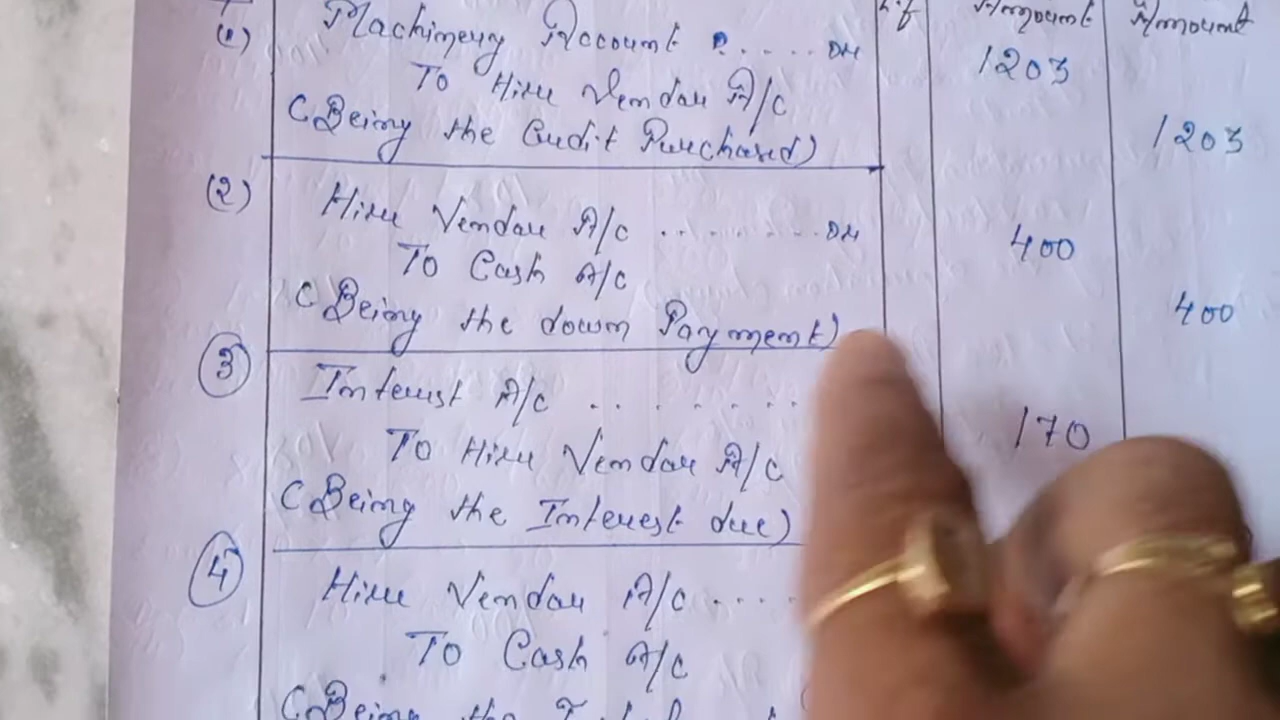 L.f Amount Amount
(1) Machinery Account ..... Dr 1203
To Hire Vendor A/c
(Being the Credit Purchased) 1203
(2) Hire Vendor A/c ......... Dr 400
To Cash A/c
(Being the down Payment) 400
(3) Interest A/c ........ 170
To Hire Vendor A/c
(Being the Interest due)
(4) Hire Vendor A/c ....
To Cash A/c
(Being the